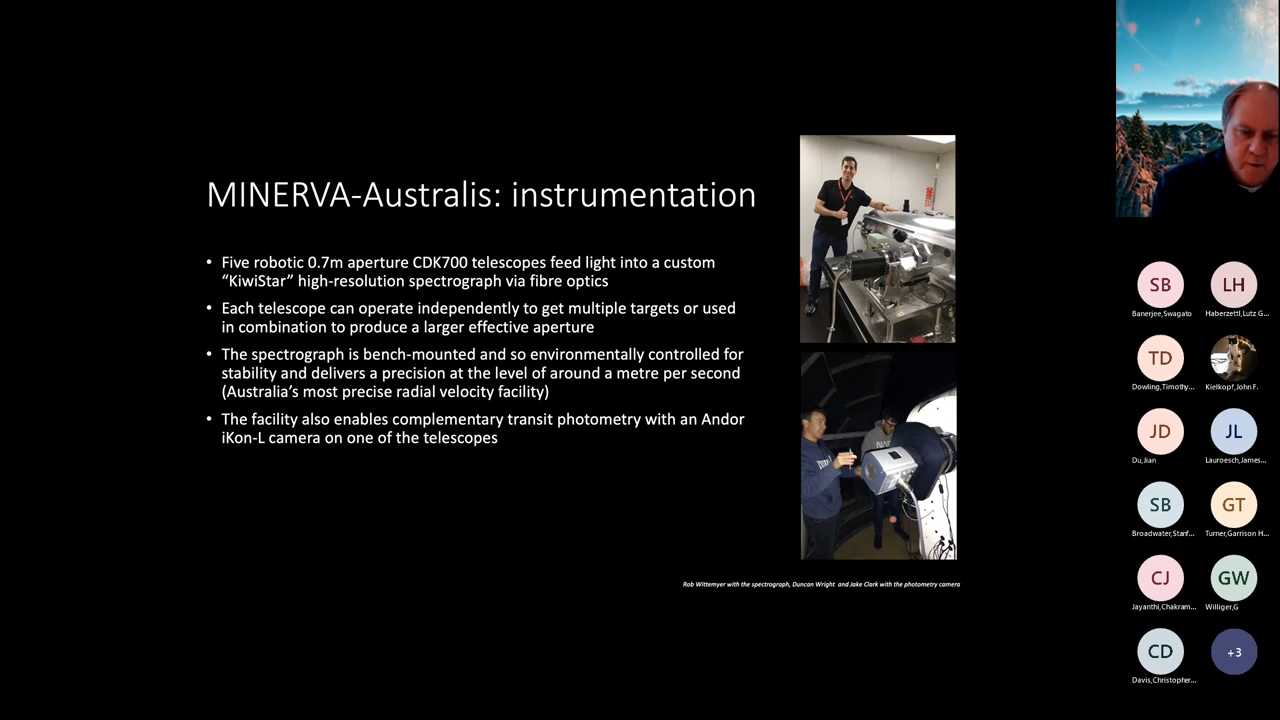 MINERVA-Australis: instrumentation
• Five robotic 0.7m aperture CDK700 telescopes feed light into a custom
“KiwiStar” high-resolution spectrograph via fibre optics
• Each telescope can operate independently to get multiple targets or used
in combination to produce a larger effective aperture
• The spectrograph is bench-mounted and so environmentally controlled for
stability and delivers a precision at the level of around a metre per second
(Australia’s most precise radial velocity facility)
• The facility also enables complementary transit photometry with an Andor
iKon-L camera on one of the telescopes
Rob Wittemyer with the spectrograph, Duncan Wright and Jake Clark with the photometry camera
SB
Banerjee,Swagato
LH
Haberzettl,Lutz G...
TD
Dowling,Timothy...
Kielkopf,John F.
JD
Du,Jian
JL
Lauroesch,James...
SB
Broadwater,Stanf...
GT
Turner,Garrison H...
CJ
Jayanthi,Chakram...
GW
Williger,G
CD
Davis,Christopher...
+3